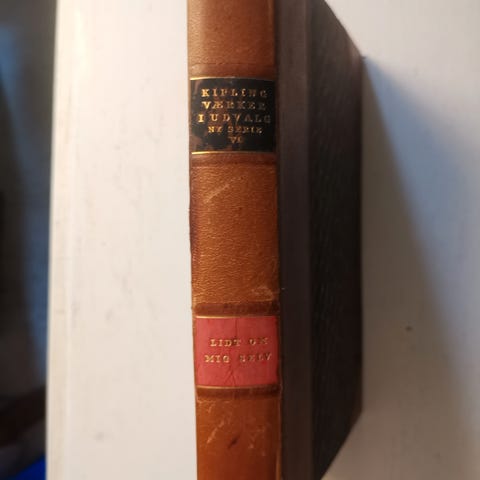 KIPLING
VÆRKER
I UDVALG
NY SERIE
VI
LIDT OM
MIG SELV